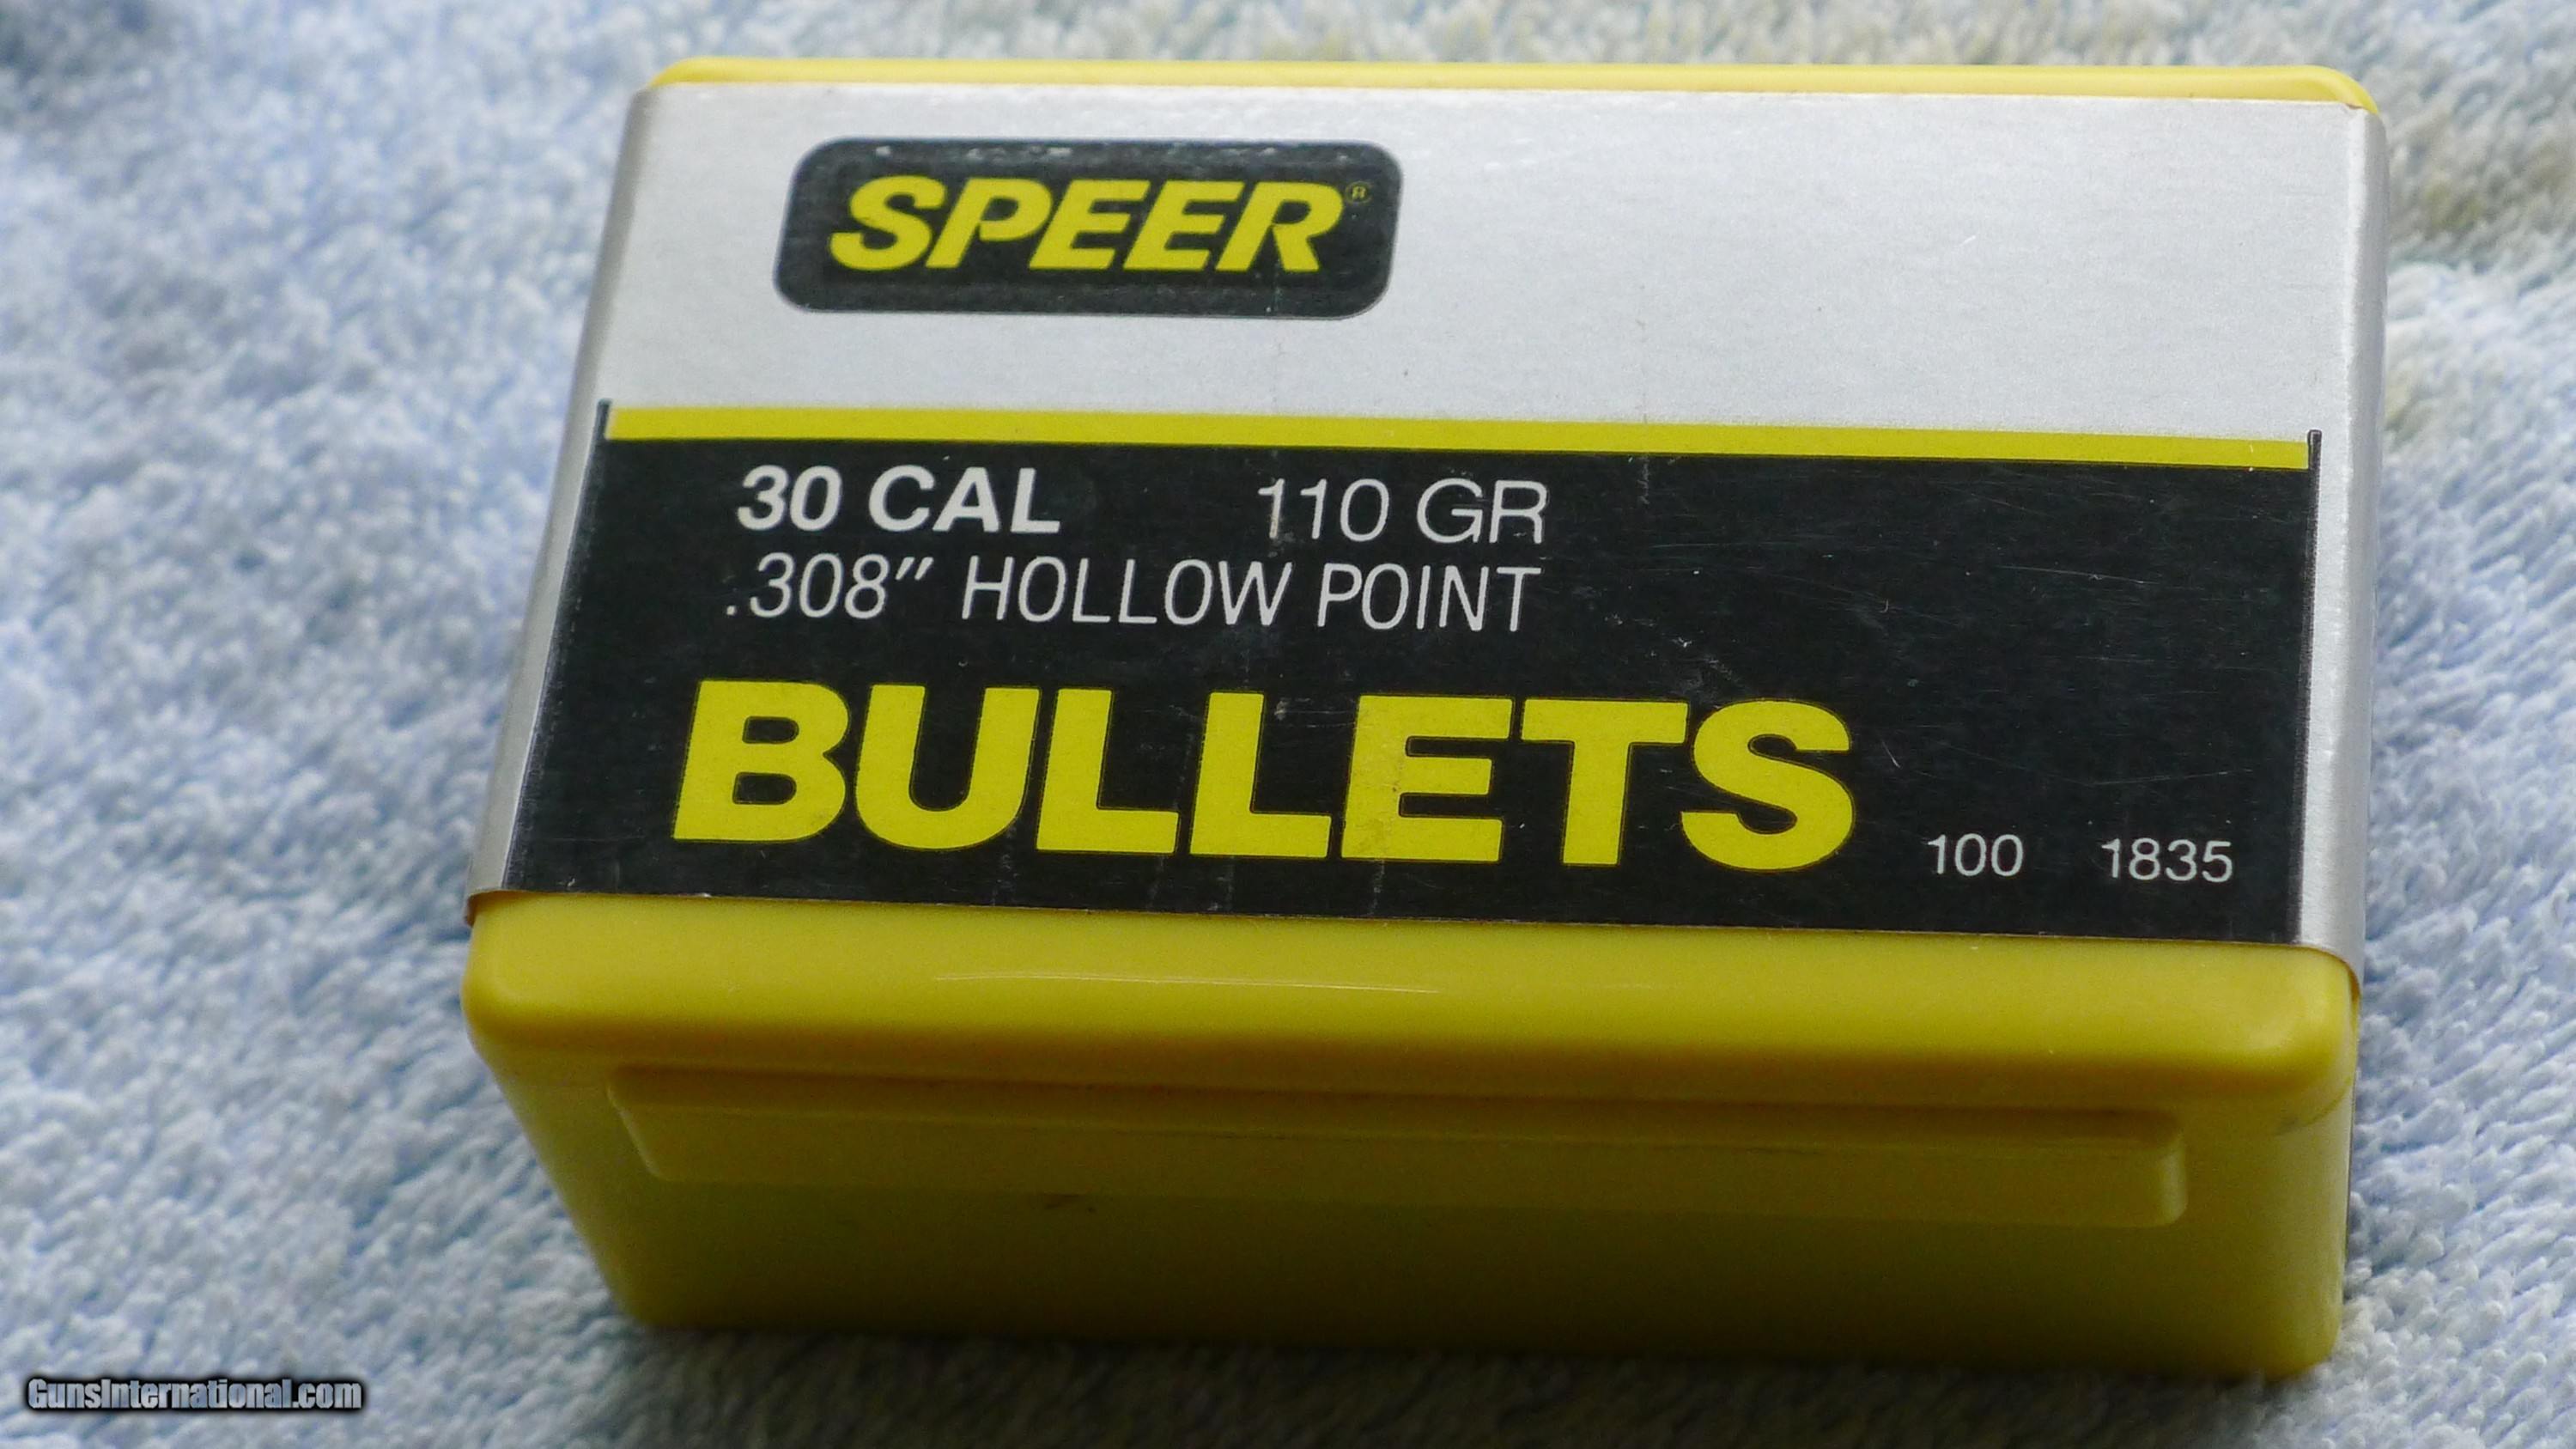 SPEER®
30 CAL 110 GR
.308" HOLLOW POINT
BULLETS 100 1835
GunsInternational.com